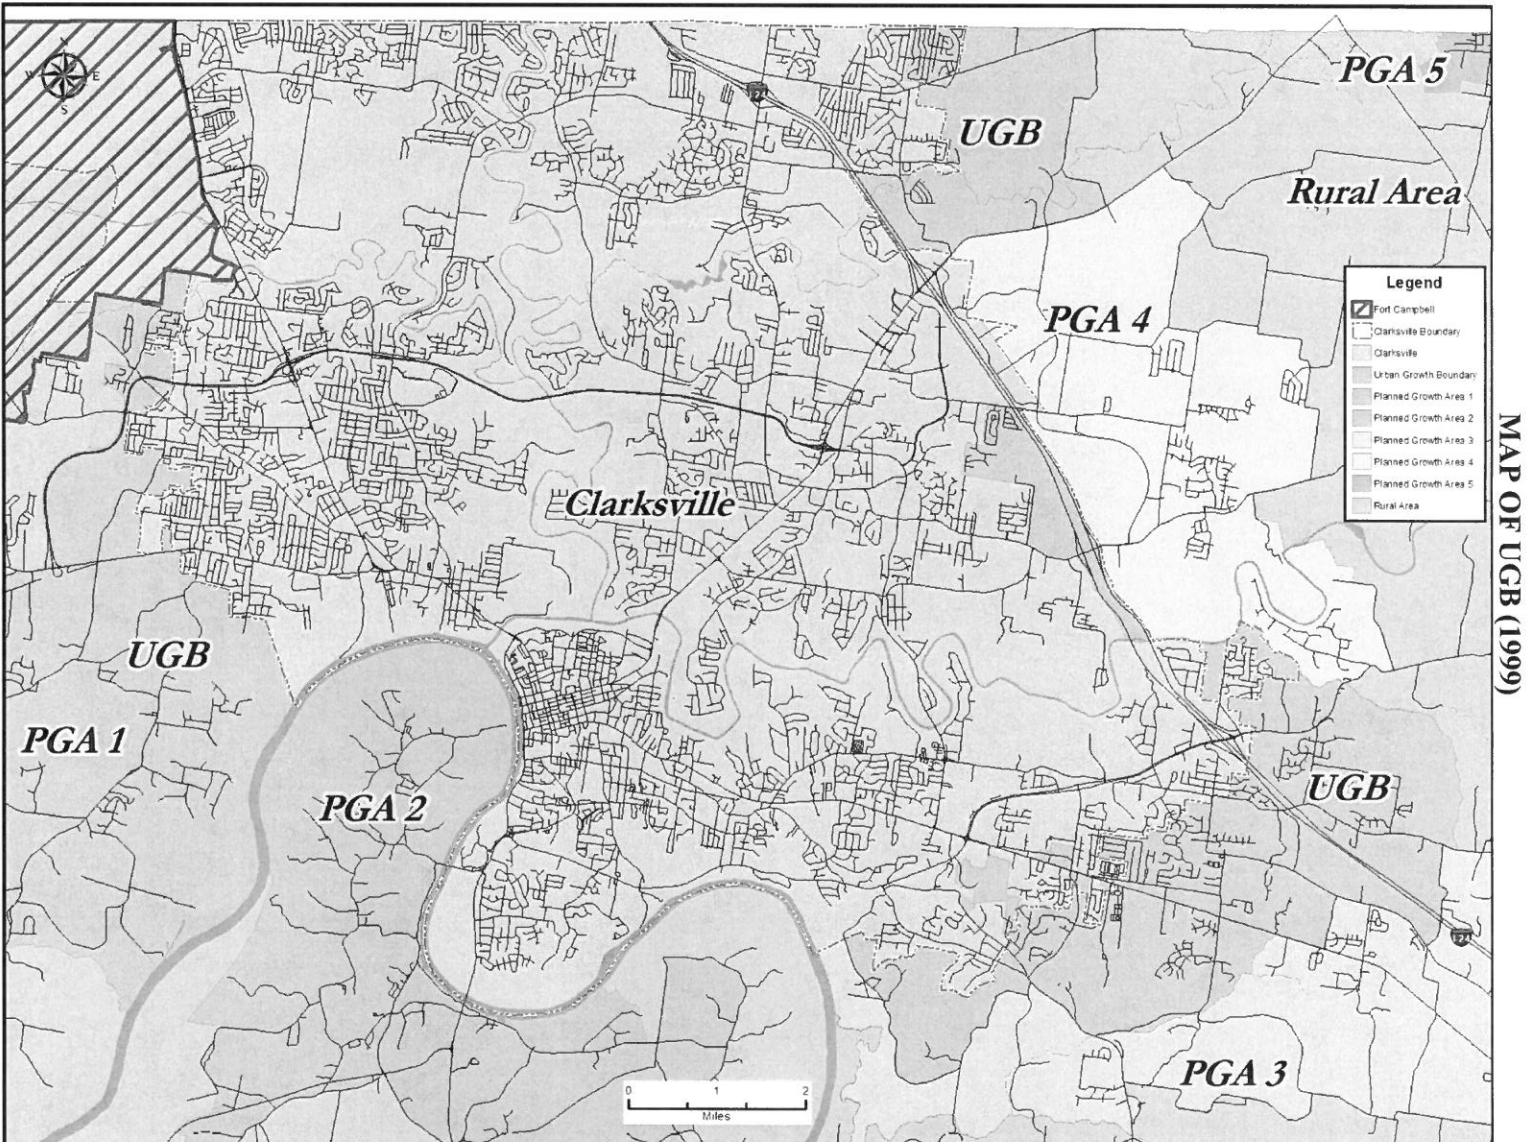 N
W
E
S
24
PGA 5
UGB
Rural Area
PGA 4
Legend
Fort Campbell
Clarksville Boundary
Clarksville
Urban Growth Boundary
Planned Growth Area 1
Planned Growth Area 2
Planned Growth Area 3
Planned Growth Area 4
Planned Growth Area 5
Rural Area
Clarksville
UGB
PGA 1
PGA 2
UGB
24
PGA 3
0 1 2
Miles
MAP OF UGB (1999)